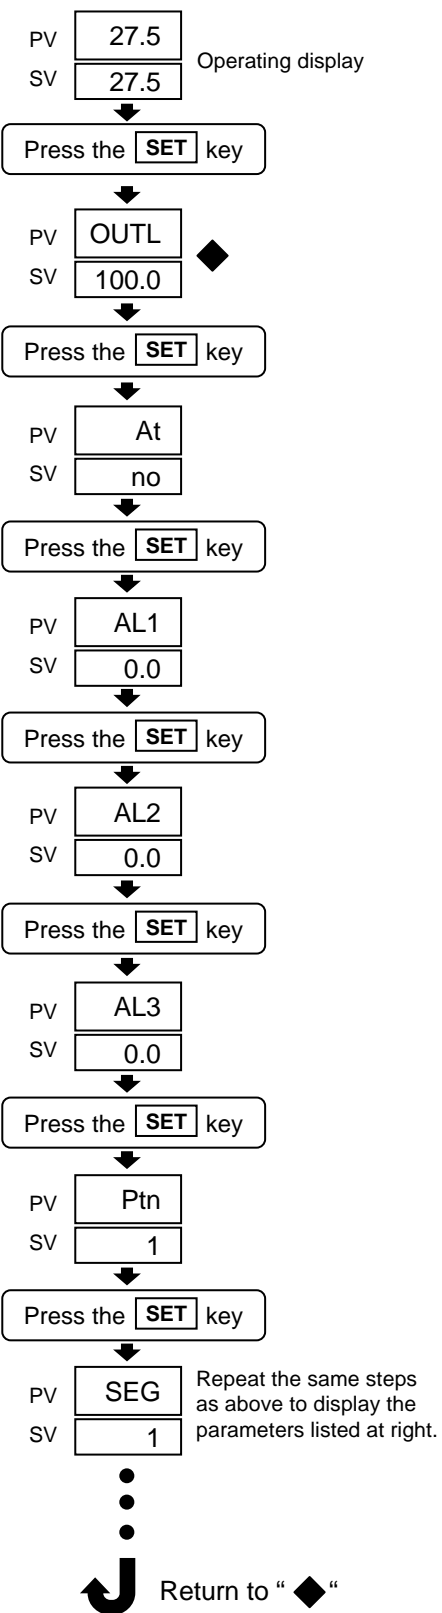 PV 27.5
Operating display
SV 27.5
Press the SET key
PV OUTL
◆
SV 100.0
Press the SET key
PV At
SV no
Press the SET key
PV AL1
SV 0.0
Press the SET key
PV AL2
SV 0.0
Press the SET key
PV AL3
SV 0.0
Press the SET key
PV Ptn
SV 1
Press the SET key
PV SEG
SV 1
Repeat the same steps
as above to display the
parameters listed at right.
Return to “ ◆ “